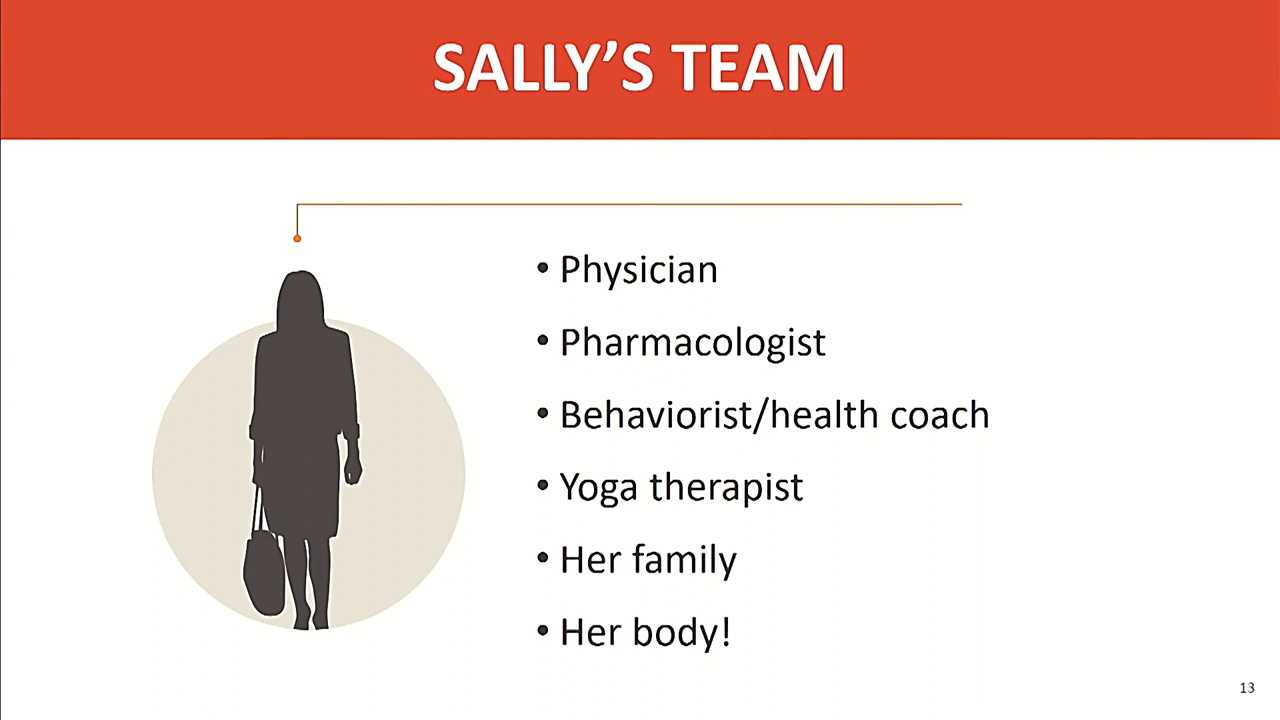 SALLY’S TEAM
• Physician
• Pharmacologist
• Behaviorist/health coach
• Yoga therapist
• Her family
• Her body!
13